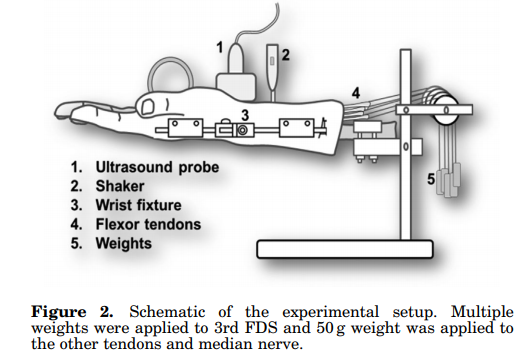 1
2
3
4
5
1. Ultrasound probe
2. Shaker
3. Wrist fixture
4. Flexor tendons
5. Weights
Figure 2. Schematic of the experimental setup. Multiple
weights were applied to 3rd FDS and 50 g weight was applied to
the other tendons and median nerve.